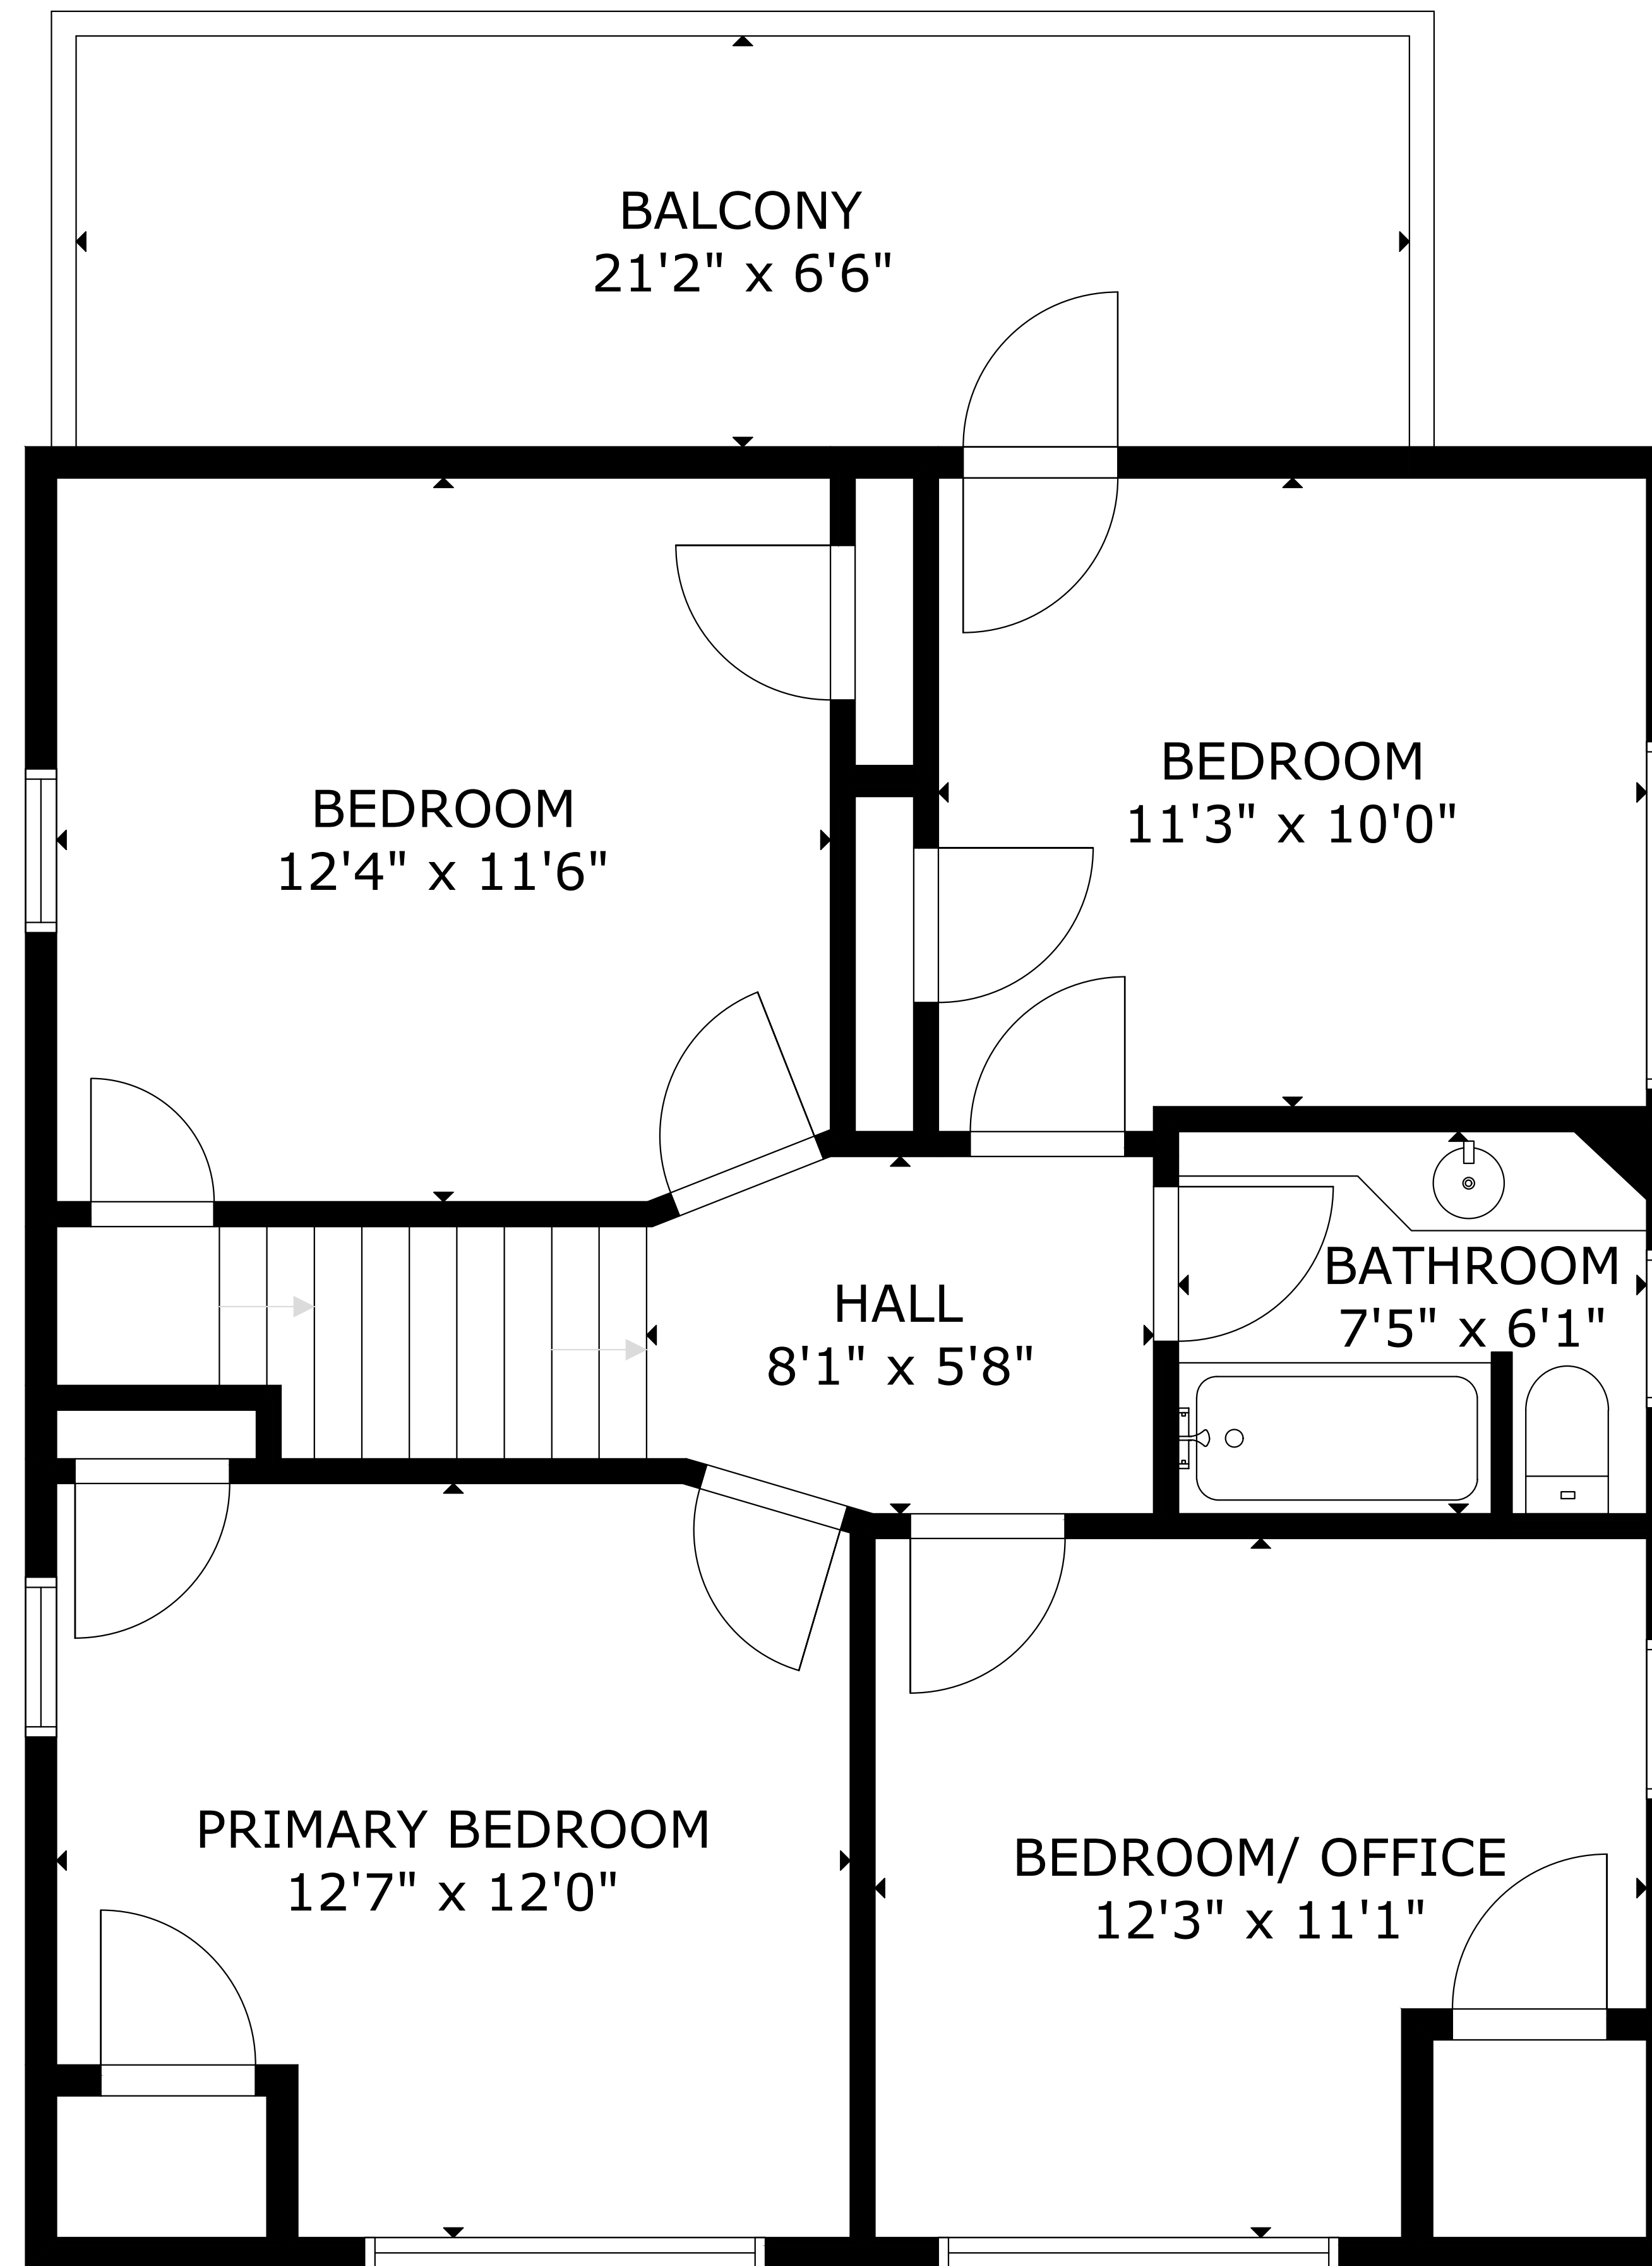 BALCONY
21'2" x 6'6"
BEDROOM
12'4" x 11'6"
BEDROOM
11'3" x 10'0"
HALL
8'1" x 5'8"
BATHROOM
7'5" x 6'1"
PRIMARY BEDROOM
12'7" x 12'0"
BEDROOM/ OFFICE
12'3" x 11'1"